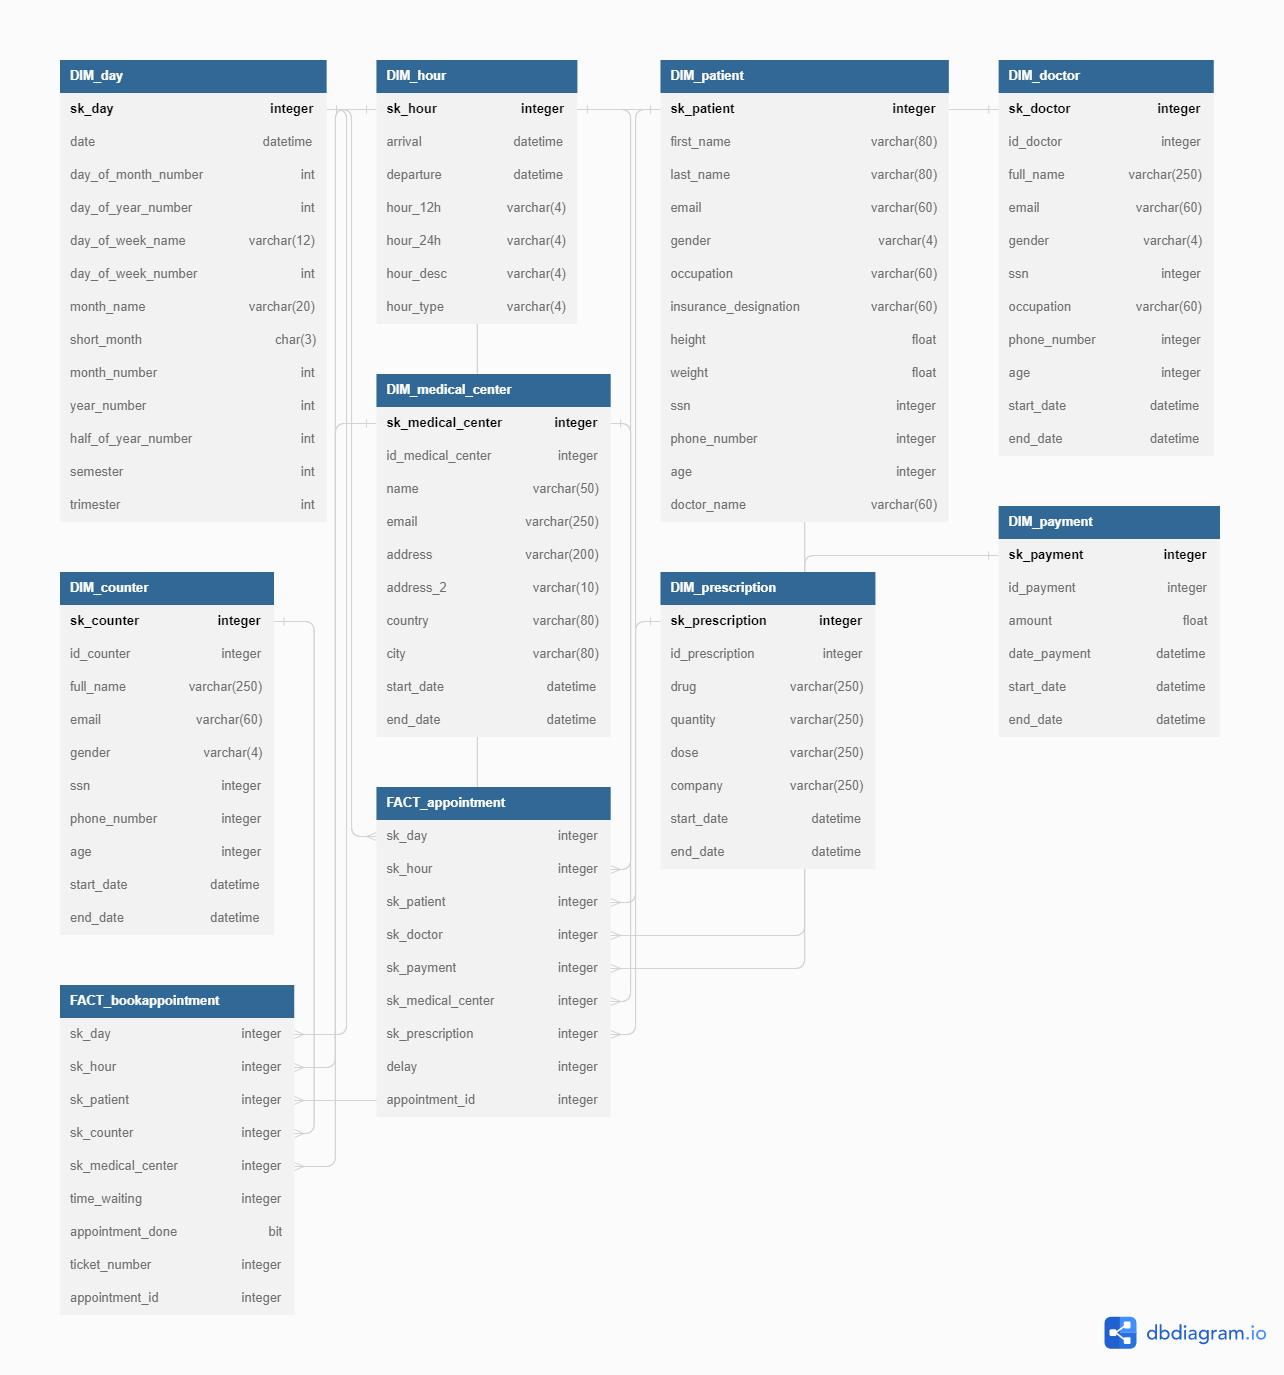 DIM_day
sk_day integer
date datetime
day_of_month_number int
day_of_year_number int
day_of_week_name varchar(12)
day_of_week_number int
month_name varchar(20)
short_month char(3)
month_number int
year_number int
half_of_year_number int
semester int
trimester int
DIM_hour
sk_hour integer
arrival datetime
departure datetime
hour_12h varchar(4)
hour_24h varchar(4)
hour_desc varchar(4)
hour_type varchar(4)
DIM_patient
sk_patient integer
first_name varchar(80)
last_name varchar(80)
email varchar(60)
gender varchar(4)
occupation varchar(60)
insurance_designation varchar(60)
height float
weight float
ssn integer
phone_number integer
age integer
doctor_name varchar(60)
DIM_doctor
sk_doctor integer
id_doctor integer
full_name varchar(250)
email varchar(60)
gender varchar(4)
ssn integer
occupation varchar(60)
phone_number integer
age integer
start_date datetime
end_date datetime
DIM_medical_center
sk_medical_center integer
id_medical_center integer
name varchar(50)
email varchar(250)
address varchar(200)
address_2 varchar(10)
country varchar(80)
city varchar(80)
start_date datetime
end_date datetime
DIM_payment
sk_payment integer
id_payment integer
amount float
date_payment datetime
start_date datetime
end_date datetime
DIM_counter
sk_counter integer
id_counter integer
full_name varchar(250)
email varchar(60)
gender varchar(4)
ssn integer
phone_number integer
age integer
start_date datetime
end_date datetime
DIM_prescription
sk_prescription integer
id_prescription integer
drug varchar(250)
quantity varchar(250)
dose varchar(250)
company varchar(250)
start_date datetime
end_date datetime
FACT_appointment
sk_day integer
sk_hour integer
sk_patient integer
sk_doctor integer
sk_payment integer
sk_medical_center integer
sk_prescription integer
delay integer
appointment_id integer
FACT_bookappointment
sk_day integer
sk_hour integer
sk_patient integer
sk_counter integer
sk_medical_center integer
time_waiting integer
appointment_done bit
ticket_number integer
appointment_id integer
dbdiagram.io